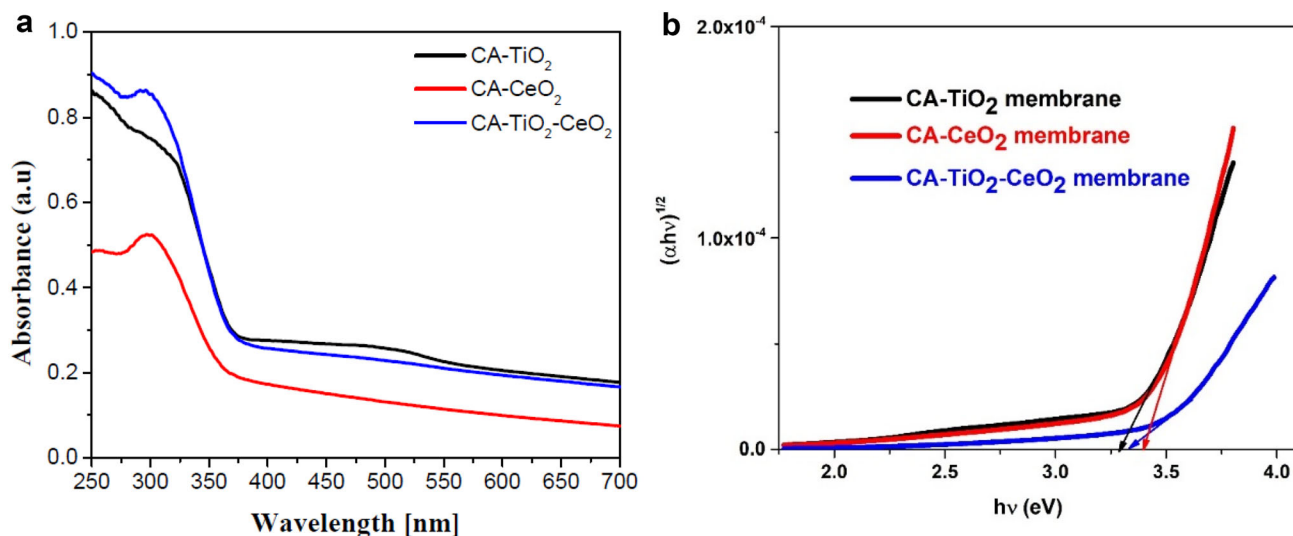 a
1.0
0.8
0.6
0.4
0.2
0.0
Absorbance (a.u)
CA-TiO₂
CA-CeO₂
CA-TiO₂-CeO₂
250 300 350 400 450 500 550 600 650 700
Wavelength [nm]
b
2.0x10⁻⁴
1.0x10⁻⁴
0.0
(αhν)¹/²
CA-TiO₂ membrane
CA-CeO₂ membrane
CA-TiO₂-CeO₂ membrane
2.0 2.5 3.0 3.5 4.0
hν (eV)